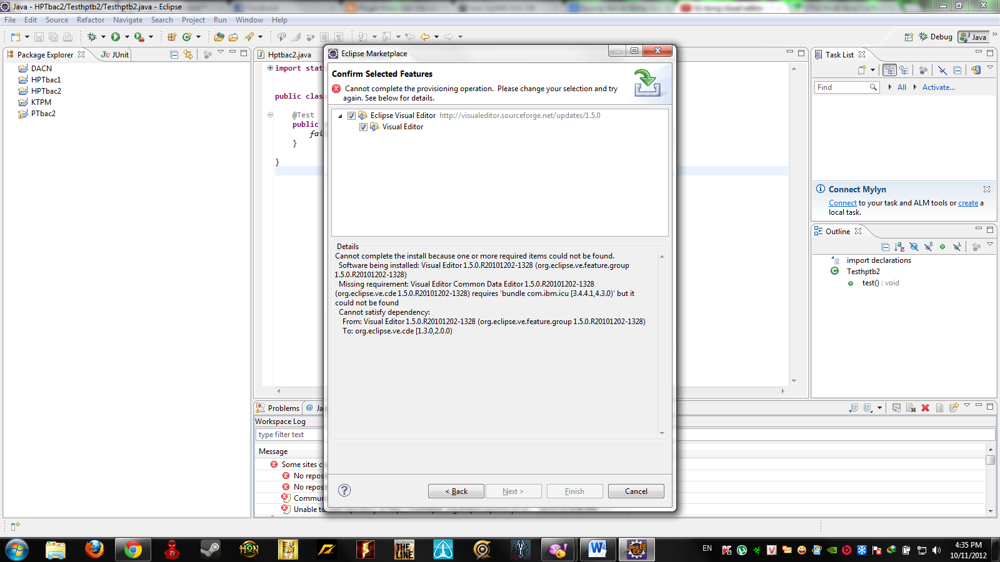 Java - HPTbac2/Testhptb2/Testhptb2.java - Eclipse
File Edit Source Refactor Navigate Search Project Run Window Help
Debug Java
Package Explorer JUnit
DACN
HPTbac1
HPTbac2
KTPM
PTbac2
Hptbac2.java
import stat
public clas
@Test
public
fai
}
}
Eclipse Marketplace
Confirm Selected Features
Cannot complete the provisioning operation. Please change your selection and try
again. See below for details.
Eclipse Visual Editor http://visualeditor.sourceforge.net/updates/1.5.0
Visual Editor
Details
Cannot complete the install because one or more required items could not be found.
Software being installed: Visual Editor 1.5.0.R20101202-1328 (org.eclipse.ve.feature.group
1.5.0.R20101202-1328)
Missing requirement: Visual Editor Common Data Editor 1.5.0.R20101202-1328
(org.eclipse.ve.cde 1.5.0.R20101202-1328) requires 'bundle com.ibm.icu [3.4.4.1,4.3.0)' but it
could not be found
Cannot satisfy dependency:
From: Visual Editor 1.5.0.R20101202-1328 (org.eclipse.ve.feature.group 1.5.0.R20101202-1328)
To: org.eclipse.ve.cde [1.3.0,2.0.0)
< Back Next > Finish Cancel
Task List
Find All Activate...
Connect Mylyn
Connect to your task and ALM tools or create a
local task.
Outline
import declarations
Testhptb2
test() : void
Problems @ Ja
Workspace Log
type filter text
Message
Some sites c
No repos
No repos
Commun
Unable to
HON
THE
LINE
Java EE
IDE
EN
4:35 PM
10/11/2012